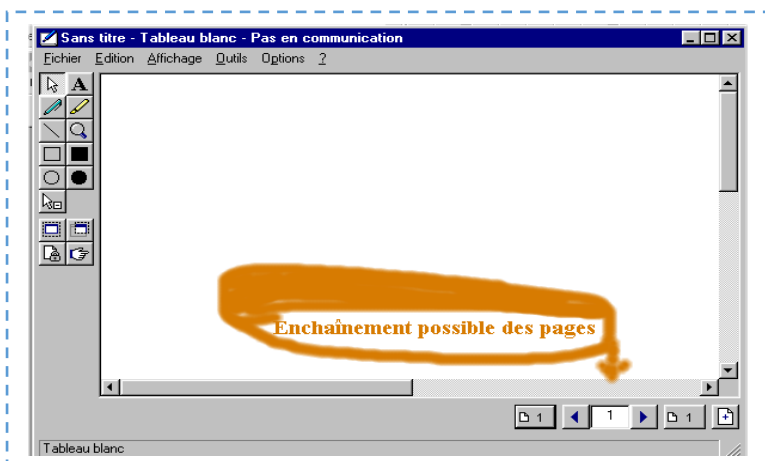 Sans titre - Tableau blanc - Pas en communication
Fichier Edition Affichage Outils Options ?
A
Enchaînement possible des pages
1 1 1
Tableau blanc